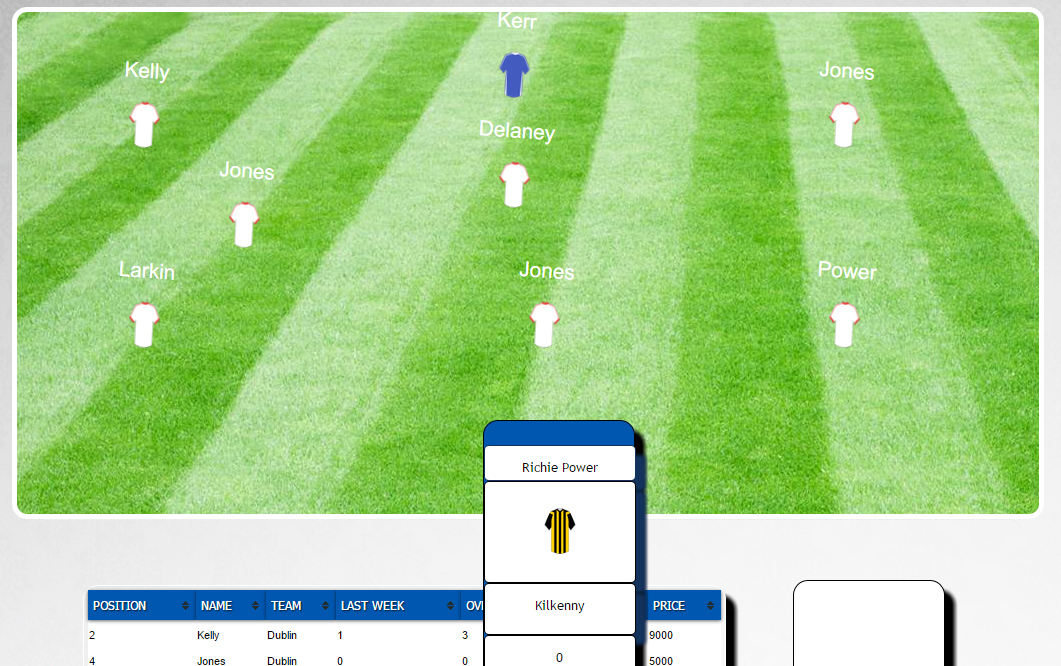 Kerr
Kelly
Jones
Delaney
Jones
Larkin
Jones
Power
Richie Power
Kilkenny
0
POSITION NAME TEAM LAST WEEK PRICE
2 Kelly Dublin 1 3 9000
4 Jones Dublin 0 0 5000